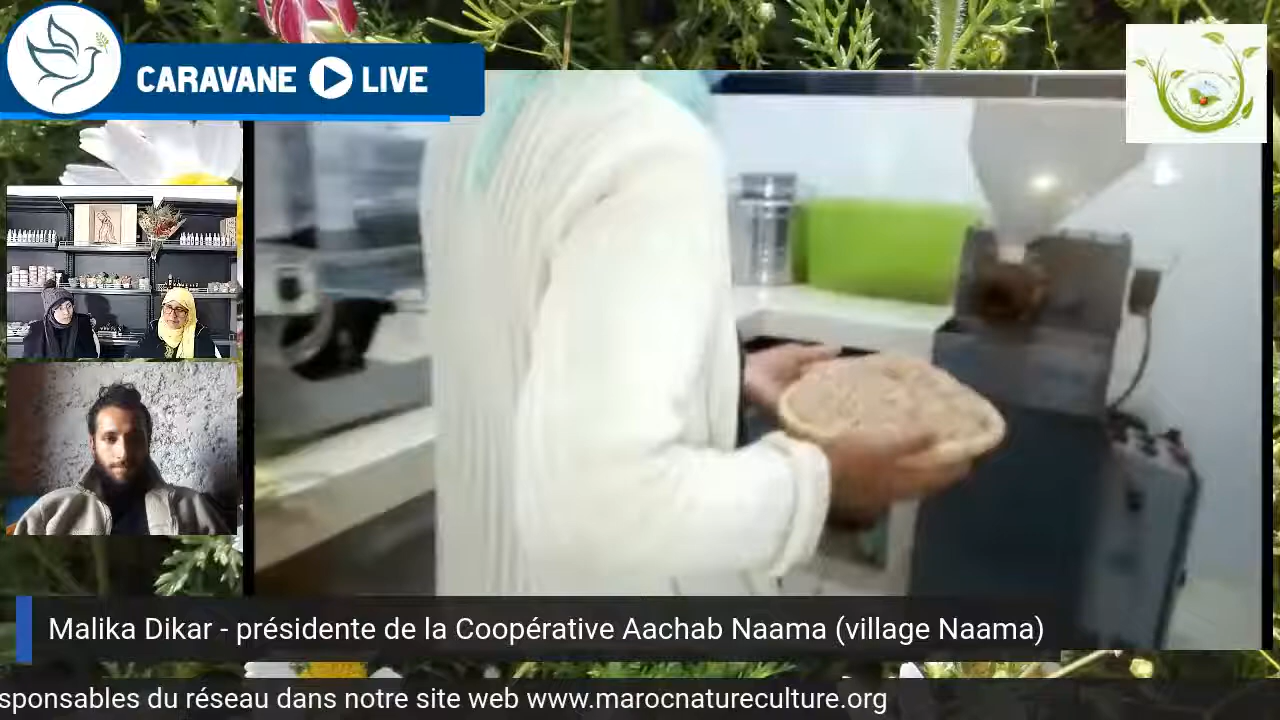 CARAVANE LIVE
Malika Dikar - présidente de la Coopérative Aachab Naama (village Naama)
sponsables du réseau dans notre site web www.marocnatureculture.org